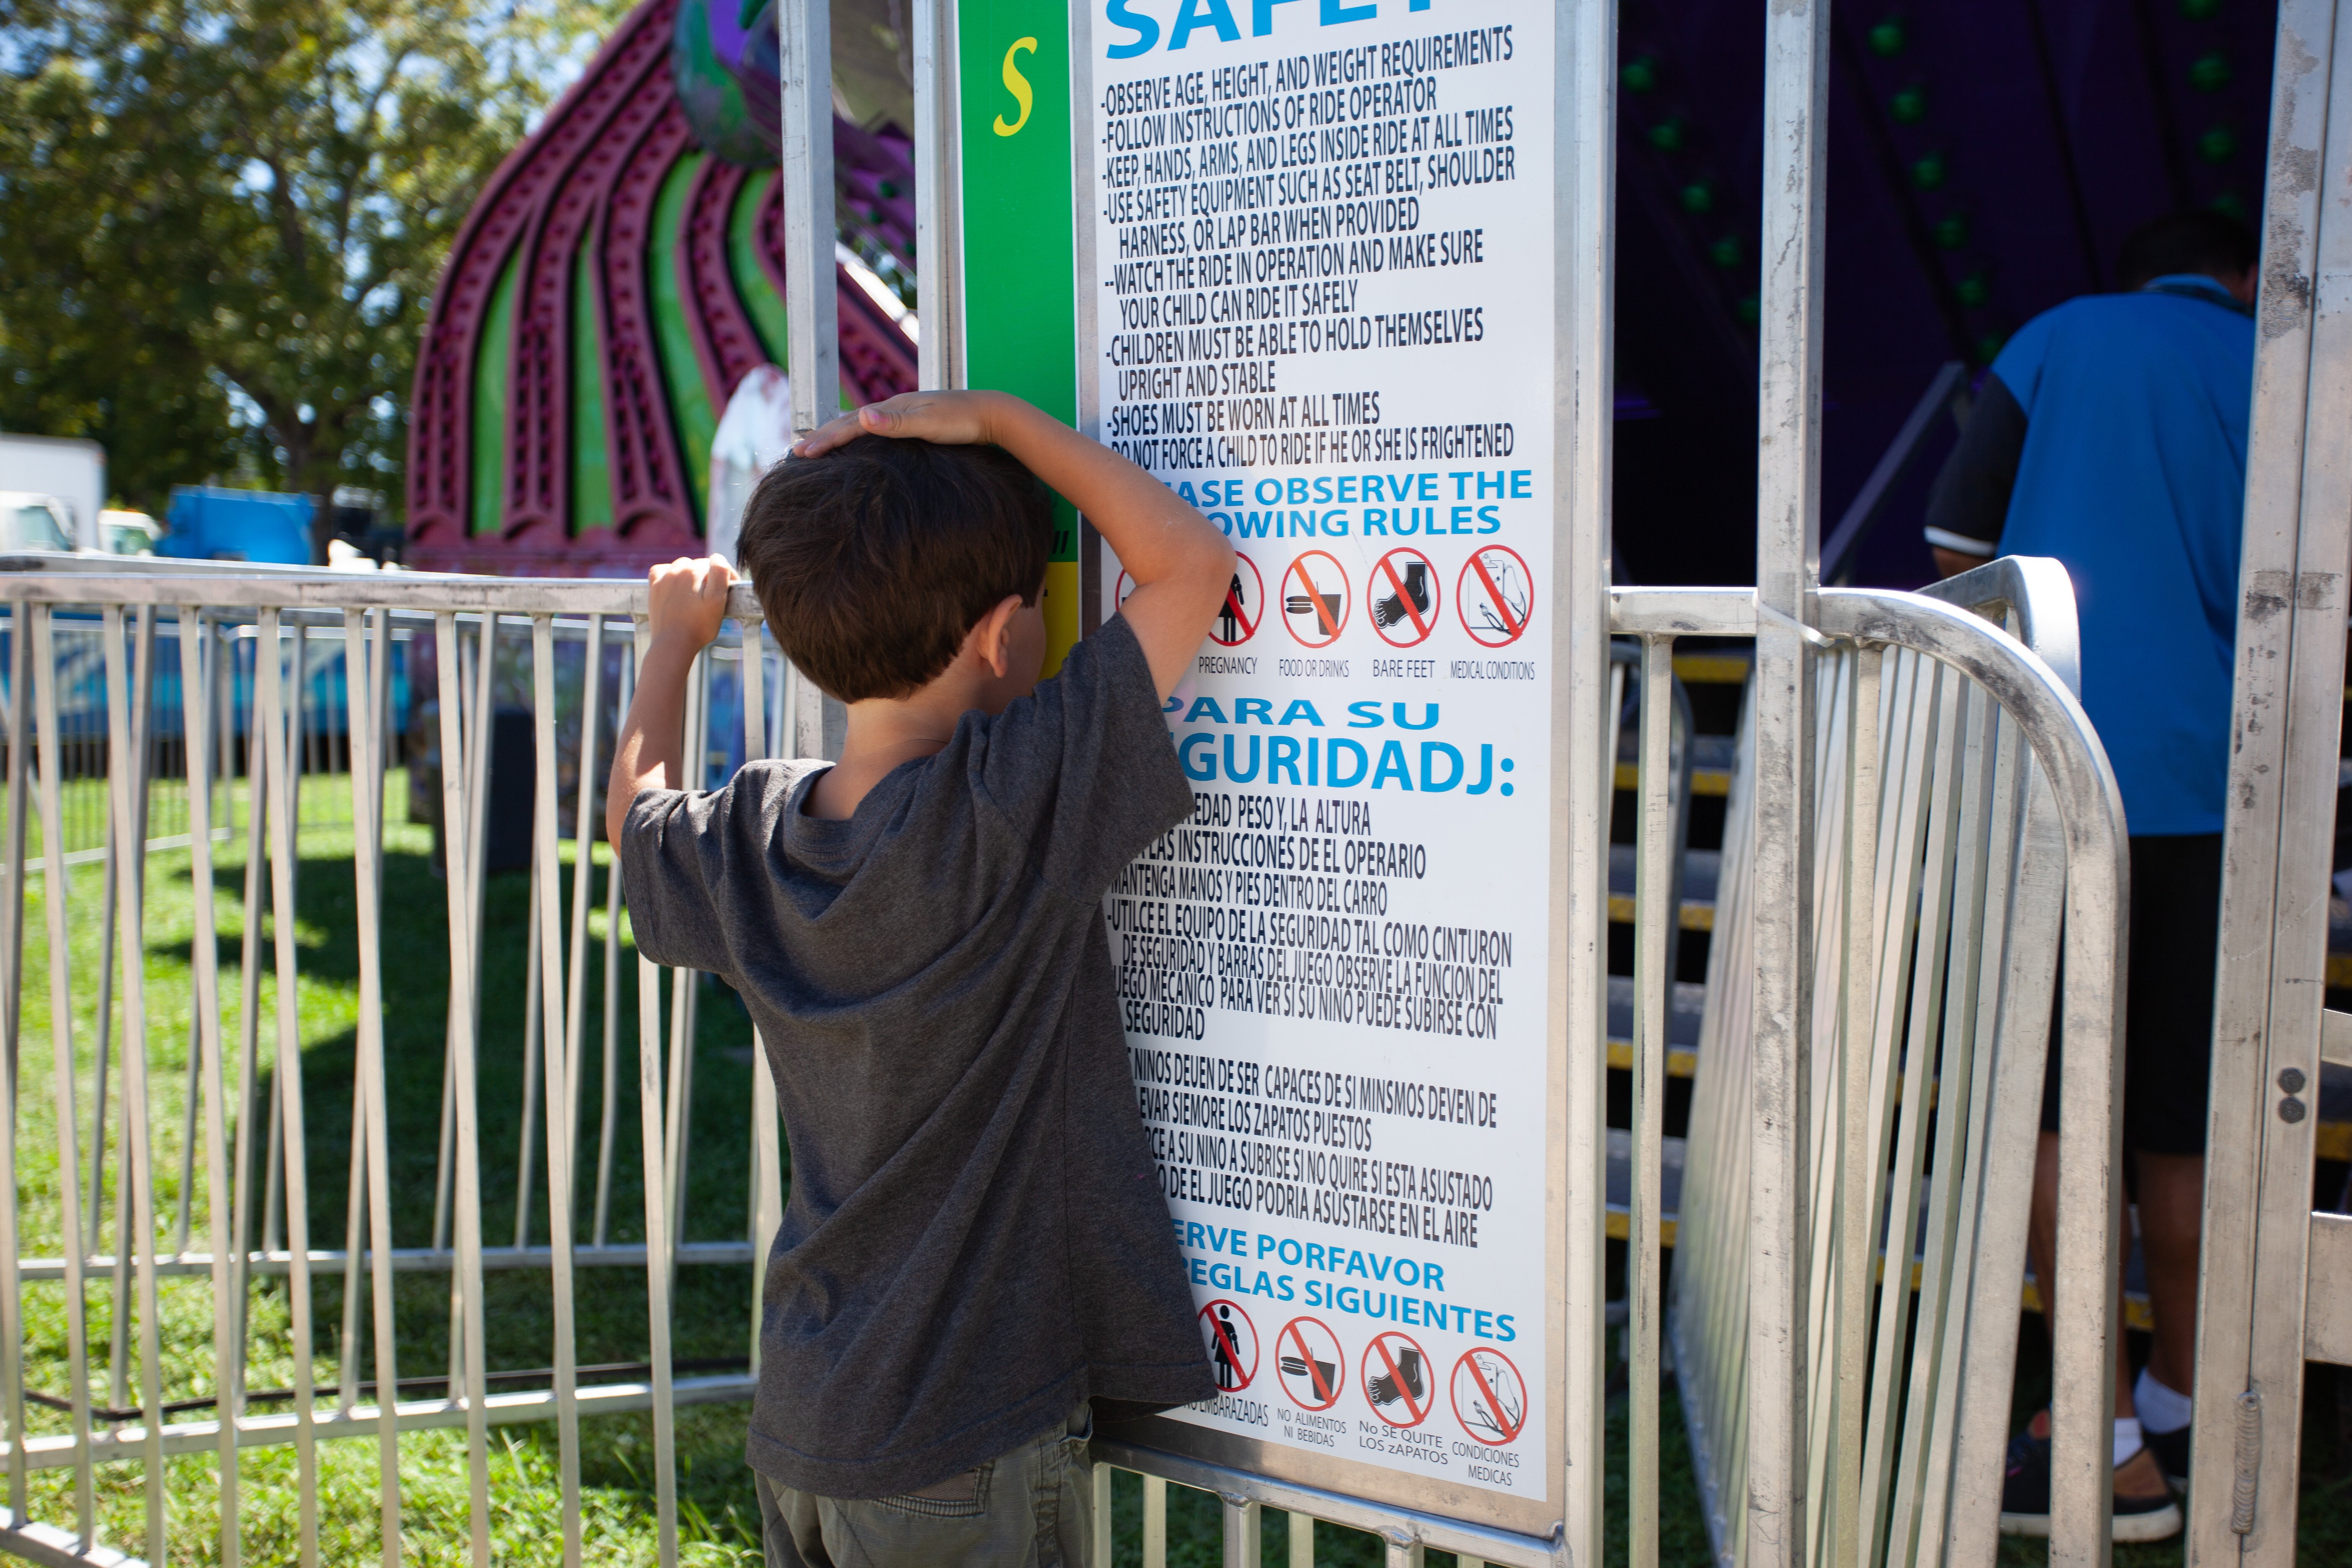 S
SAFETY
-OBSERVE AGE, HEIGHT, AND WEIGHT REQUIREMENTS
-FOLLOW INSTRUCTIONS OF RIDE OPERATOR
-KEEP, HANDS, ARMS, AND LEGS INSIDE RIDE AT ALL TIMES
-USE SAFETY EQUIPMENT SUCH AS SEAT BELT, SHOULDER
HARNESS, OR LAP BAR WHEN PROVIDED
--WATCH THE RIDE IN OPERATION AND MAKE SURE
YOUR CHILD CAN RIDE IT SAFELY
-CHILDREN MUST BE ABLE TO HOLD THEMSELVES
UPRIGHT AND STABLE
-SHOES MUST BE WORN AT ALL TIMES
DO NOT FORCE A CHILD TO RIDE IF HE OR SHE IS FRIGHTENED
OBSERVE THE
RULES
PREGNANCY FOOD OR DRINKS BARE FEET MEDICAL CONDITIONS
PARA SU
GURIDADJ:
EDAD PESO Y, LA ALTURA
LAS INSTRUCCIONES DE EL OPERARIO
MANTENGA MANOS Y PIES DENTRO DEL CARRO
-UTILCE EL EQUIPO DE LA SEGURIDAD TAL COMO CINTURON
DE SEGURIDAD Y BARRAS DEL JUEGO OBSERVE LA FUNCION DEL
JUEGO MECANICO PARA VER SI SU NINO PUEDE SUBIRSE CON
SEGURIDAD
NINOS DEUEN DE SER CAPACES DE SI MINSMOS DEVEN DE
EVAR SIEMORE LOS ZAPATOS PUESTOS
RCE A SU NINO A SUBRISE SI NO QUIRE SI ESTA ASUSTADO
O DE EL JUEGO PODRIA ASUSTARSE EN EL AIRE
ERVE PORFAVOR
REGLAS SIGUIENTES
EMBARAZADAS NO ALIMENTOS NI BEBIDAS No SE QUITE LOS zAPATOS CONDICIONES MEDICAS